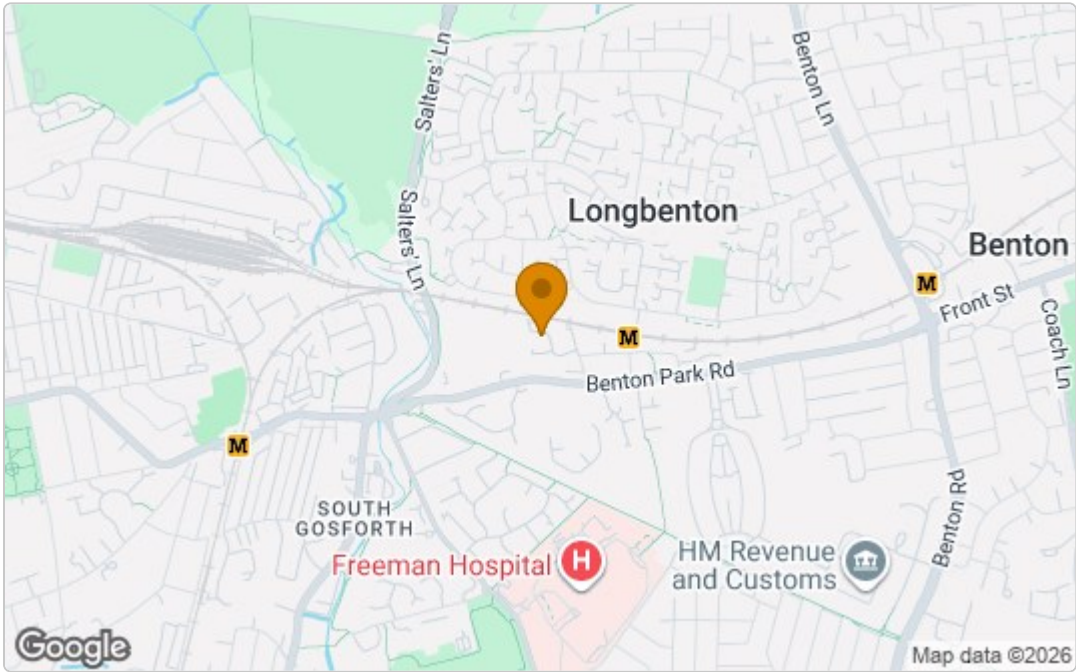 Salters' Ln
Benton Ln
Salters' Ln
Longbenton
Benton
M
Front St
M
Coach Ln
Benton Park Rd
M
SOUTH
GOSFORTH
Benton Rd
Freeman Hospital
H
HM Revenue
and Customs
Google
Map data ©2026